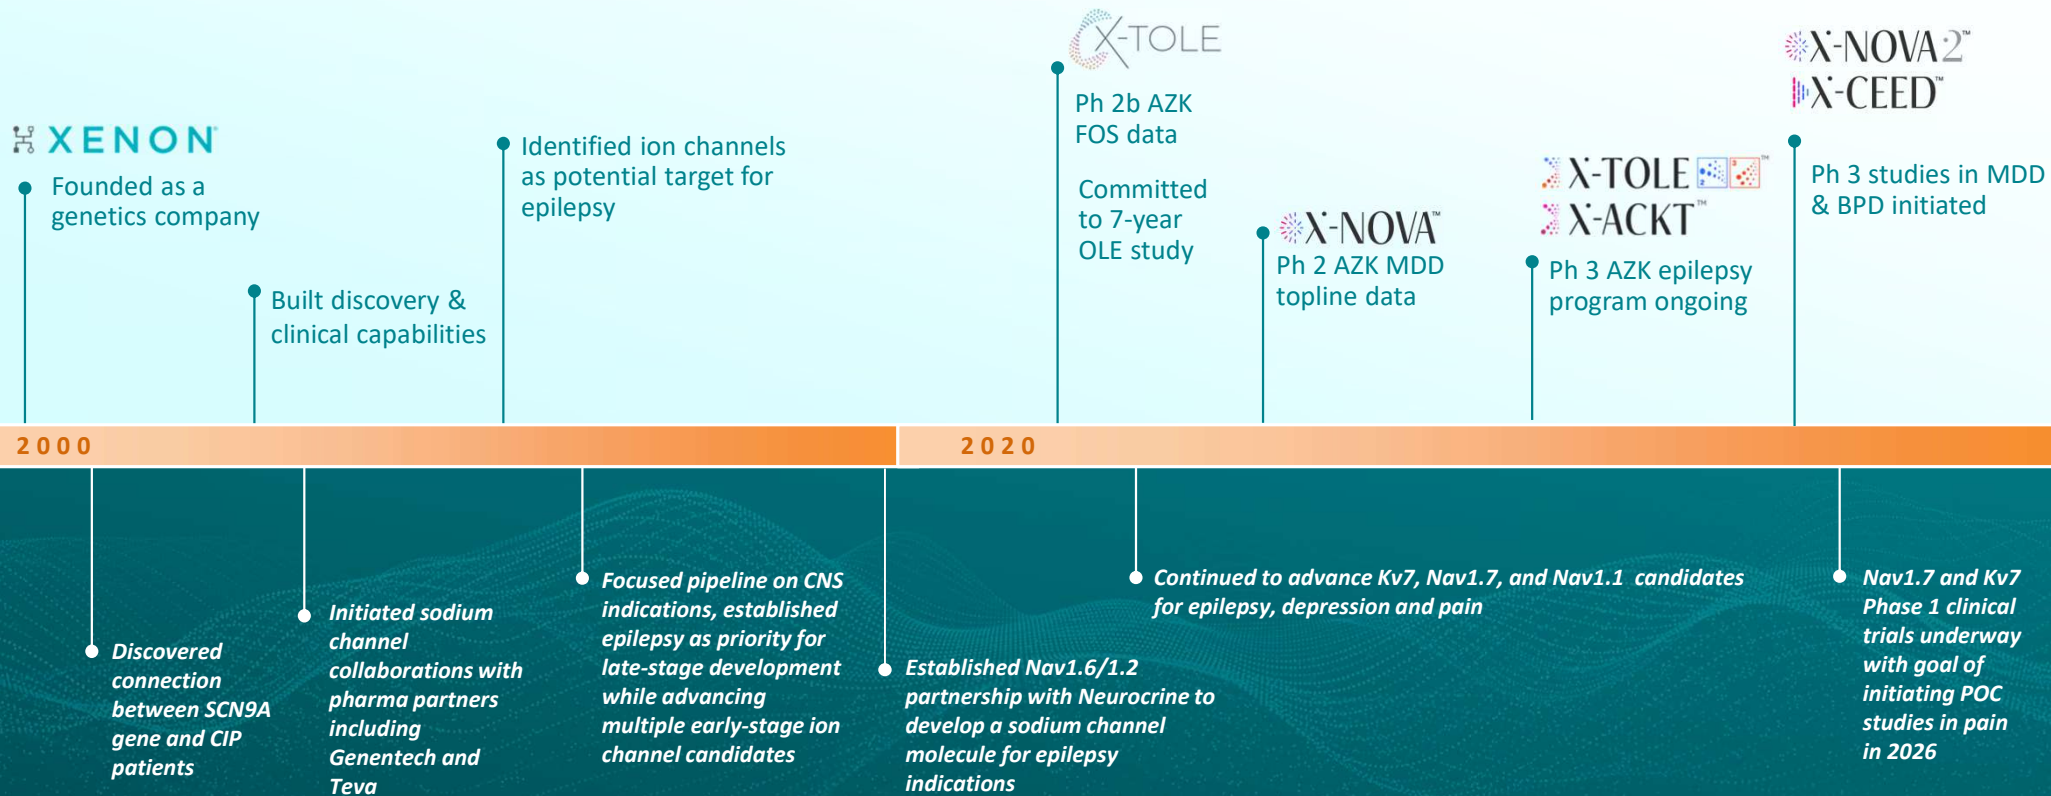 XENON
Founded as a
genetics company
Built discovery &
clinical capabilities
Identified ion channels
as potential target for
epilepsy
X-TOLE
Ph 2b AZK
FOS data
Committed
to 7-year
OLE study
X-NOVA™
Ph 2 AZK MDD
topline data
X-TOLE 2 3™
X-ACKT™
Ph 3 AZK epilepsy
program ongoing
X-NOVA2™
X-CEED™
Ph 3 studies in MDD
& BPD initiated
2000
2020
Discovered
connection
between SCN9A
gene and CIP
patients
Initiated sodium
channel
collaborations with
pharma partners
including
Genentech and
Teva
Focused pipeline on CNS
indications, established
epilepsy as priority for
late-stage development
while advancing
multiple early-stage ion
channel candidates
Established Nav1.6/1.2
partnership with Neurocrine to
develop a sodium channel
molecule for epilepsy
indications
Continued to advance Kv7, Nav1.7, and Nav1.1 candidates
for epilepsy, depression and pain
Nav1.7 and Kv7
Phase 1 clinical
trials underway
with goal of
initiating POC
studies in pain
in 2026